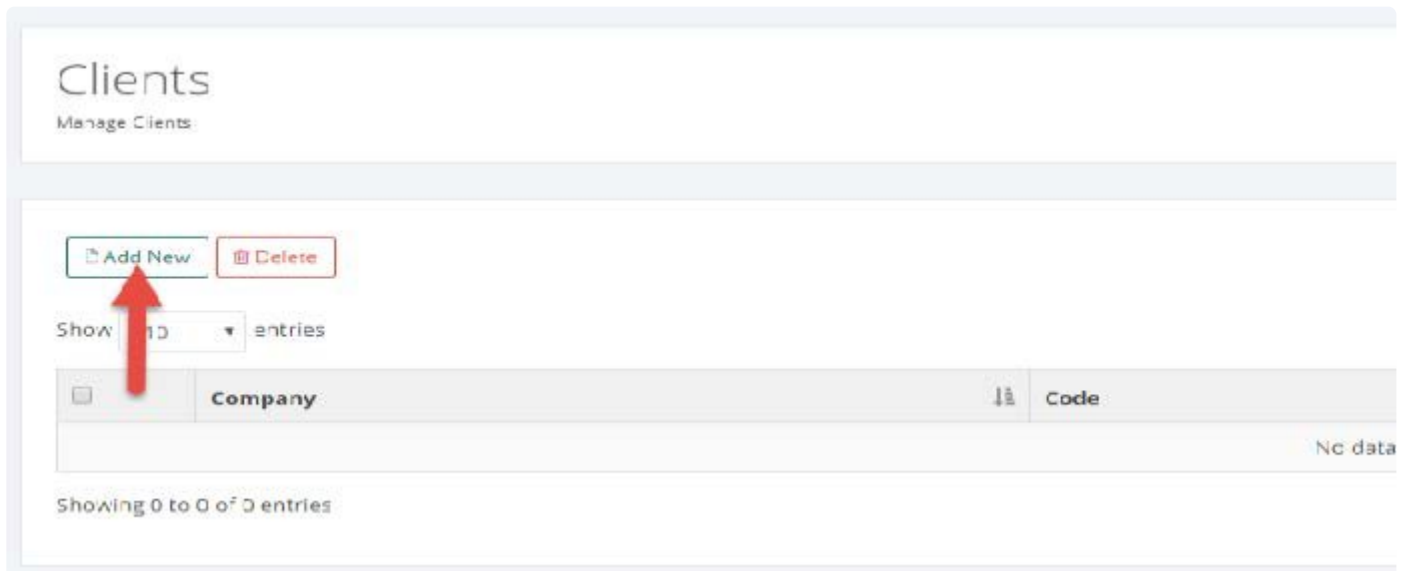 Clients
Manage Clients
Add New Delete
Show 10 entries
Company Code
No data
Showing 0 to 0 of 0 entries